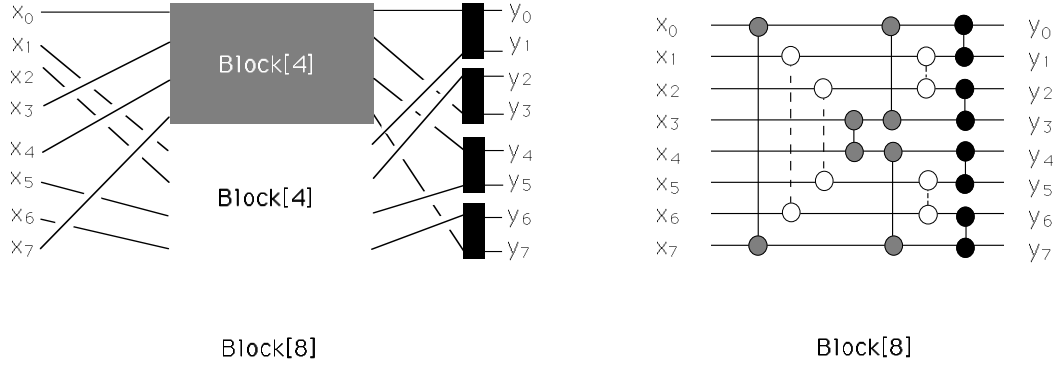 x₀ y₀ x₀ y₀
x₁ y₁ x₁ y₁
Block[4]
x₂ y₂ x₂ y₂
x₃ y₃ x₃ y₃
x₄ y₄ x₄ y₄
x₅ y₅ x₅ y₅
Block[4]
x₆ y₆ x₆ y₆
x₇ y₇ x₇ y₇
Block[8] Block[8]